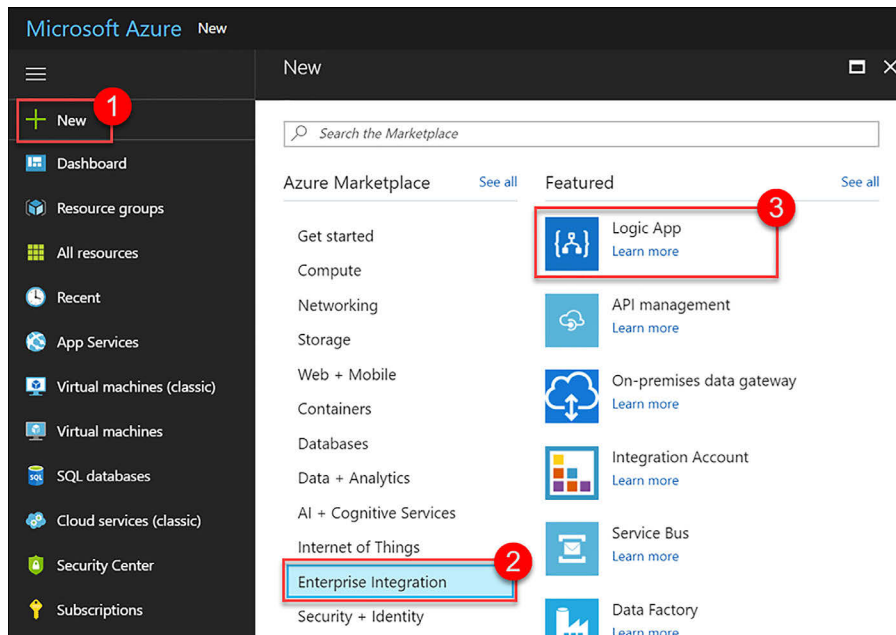 Microsoft Azure New
New
1
New
Dashboard
Resource groups
All resources
Recent
App Services
Virtual machines (classic)
Virtual machines
SQL databases
Cloud services (classic)
Security Center
Subscriptions
Search the Marketplace
Azure Marketplace See all
Get started
Compute
Networking
Storage
Web + Mobile
Containers
Databases
Data + Analytics
AI + Cognitive Services
Internet of Things
2
Enterprise Integration
Security + Identity
Featured See all
3
Logic App
Learn more
API management
Learn more
On-premises data gateway
Learn more
Integration Account
Learn more
Service Bus
Learn more
Data Factory
Learn more